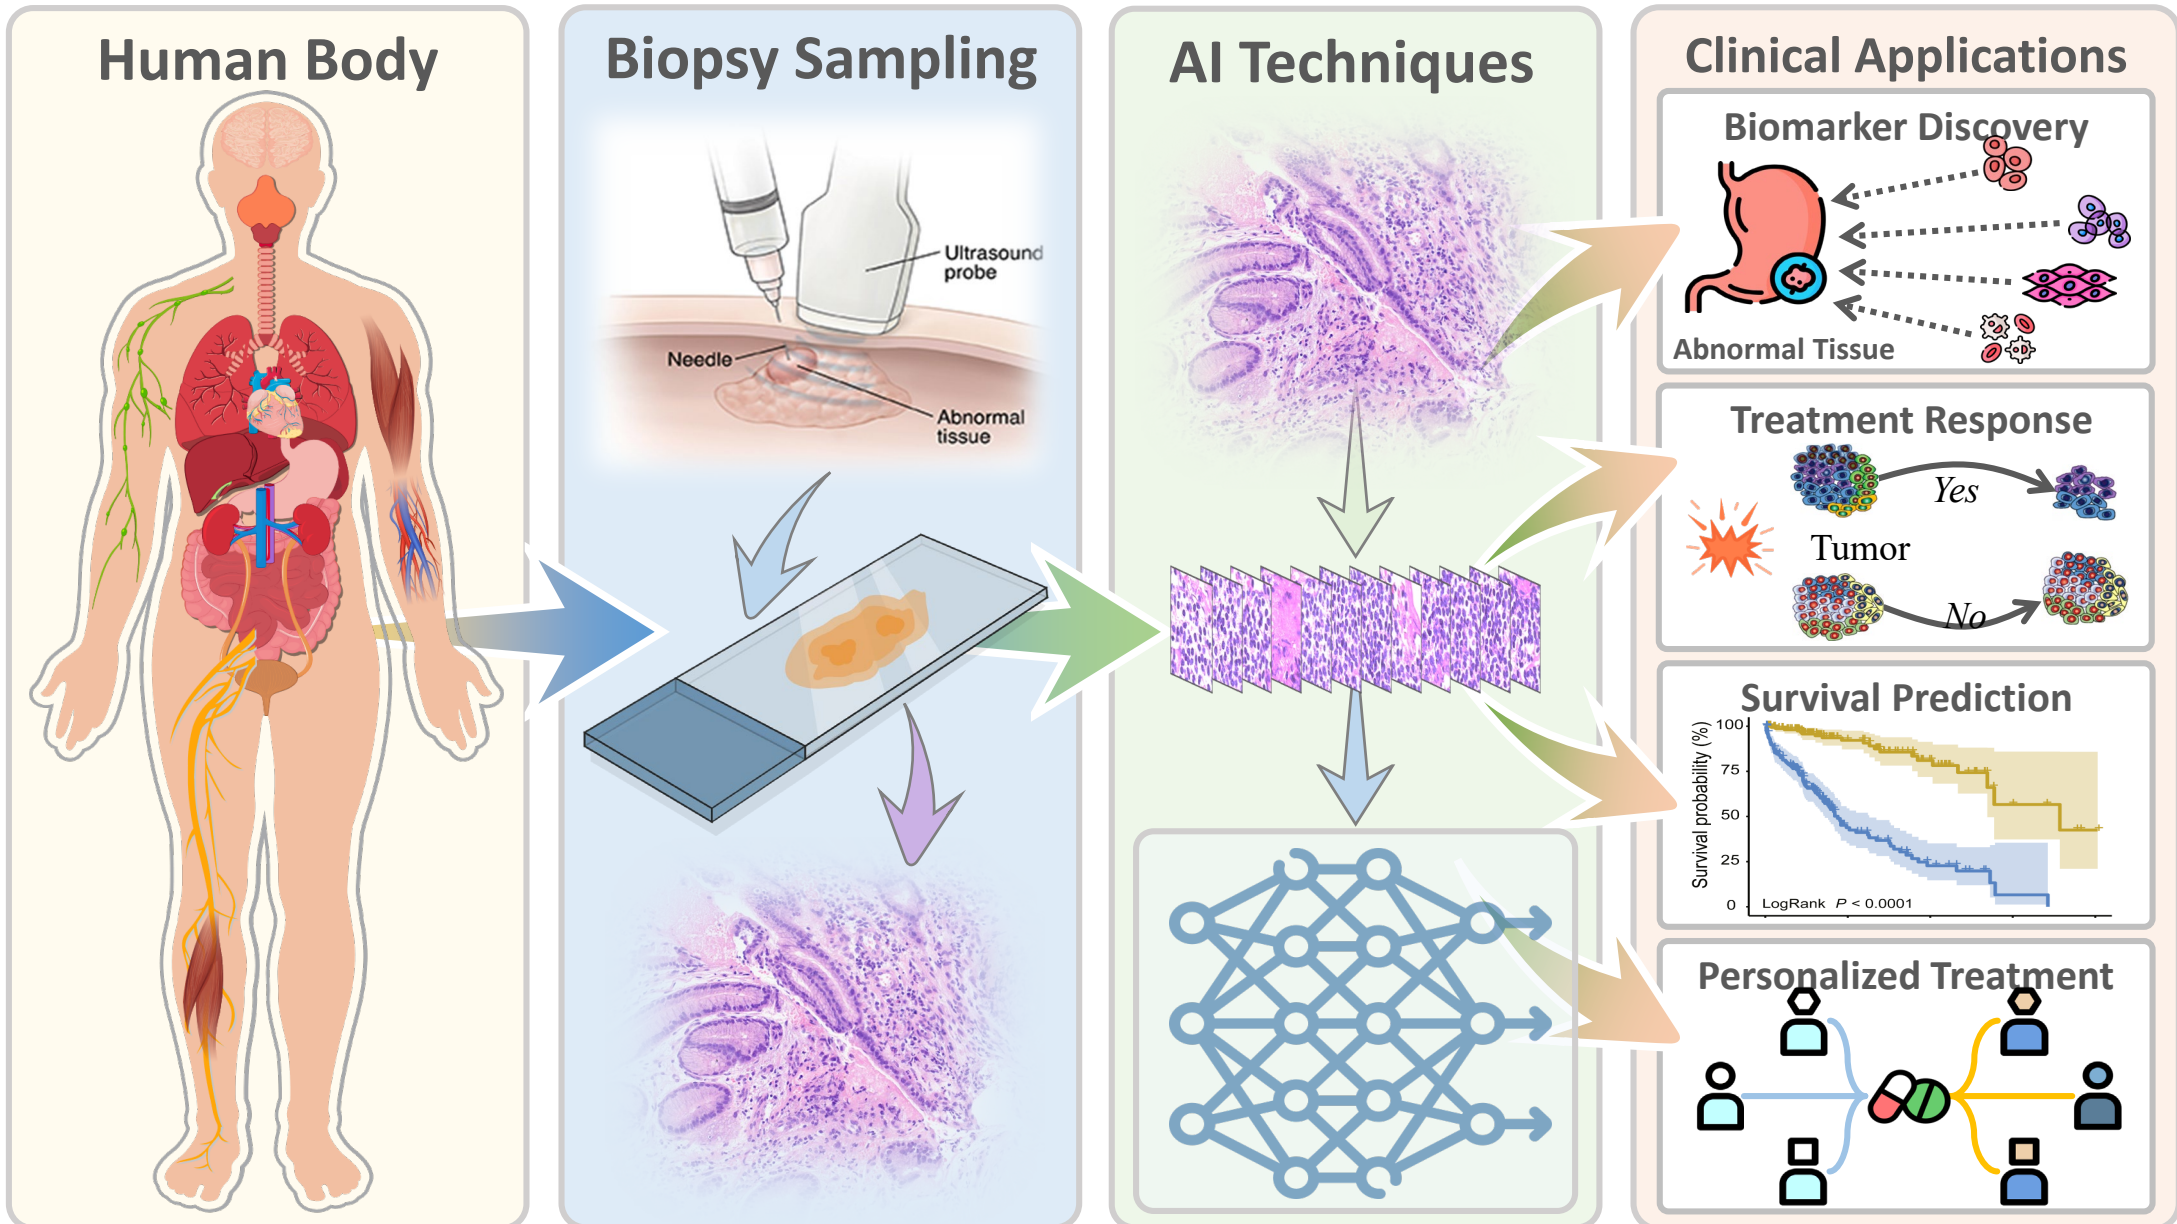 Human Body
Biopsy Sampling
Ultrasound
probe
Needle
Abnormal
tissue
AI Techniques
Clinical Applications
Biomarker Discovery
Abnormal Tissue
Treatment Response
Yes
Tumor
No
Survival Prediction
Survival probability (%)
100
75
50
25
0
LogRank P < 0.0001
Personalized Treatment